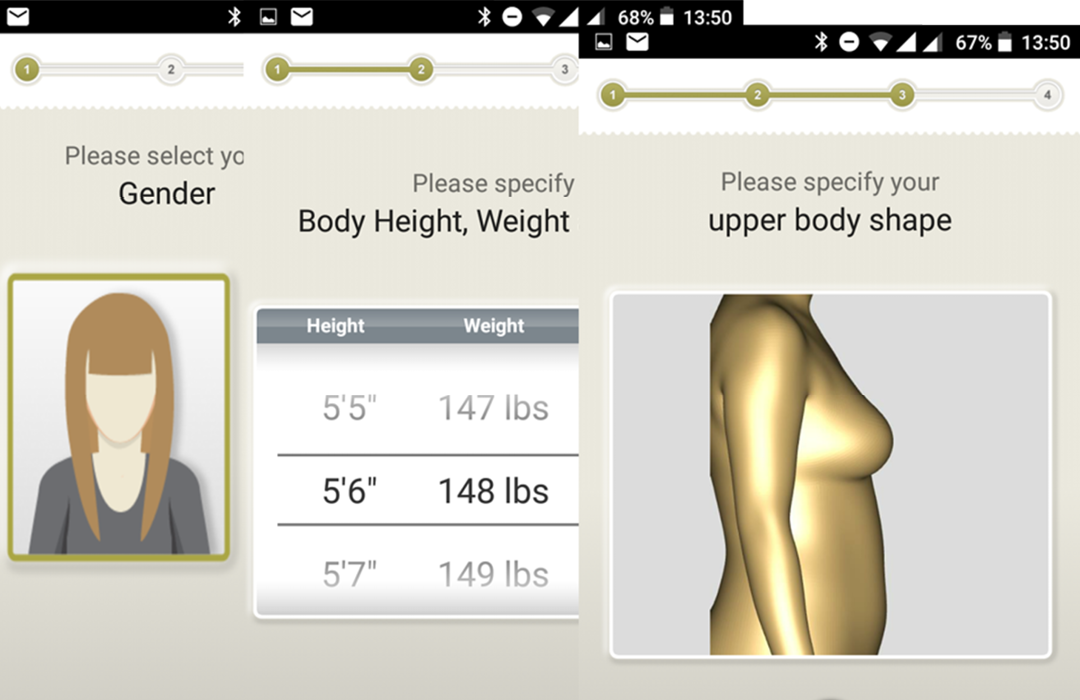 68% 13:50
67% 13:50
1 2
Please select yo
Gender
1 2 3
Please specify
Body Height, Weight
Height Weight
5'5" 147 lbs
5'6" 148 lbs
5'7" 149 lbs
1 2 3 4
Please specify your
upper body shape